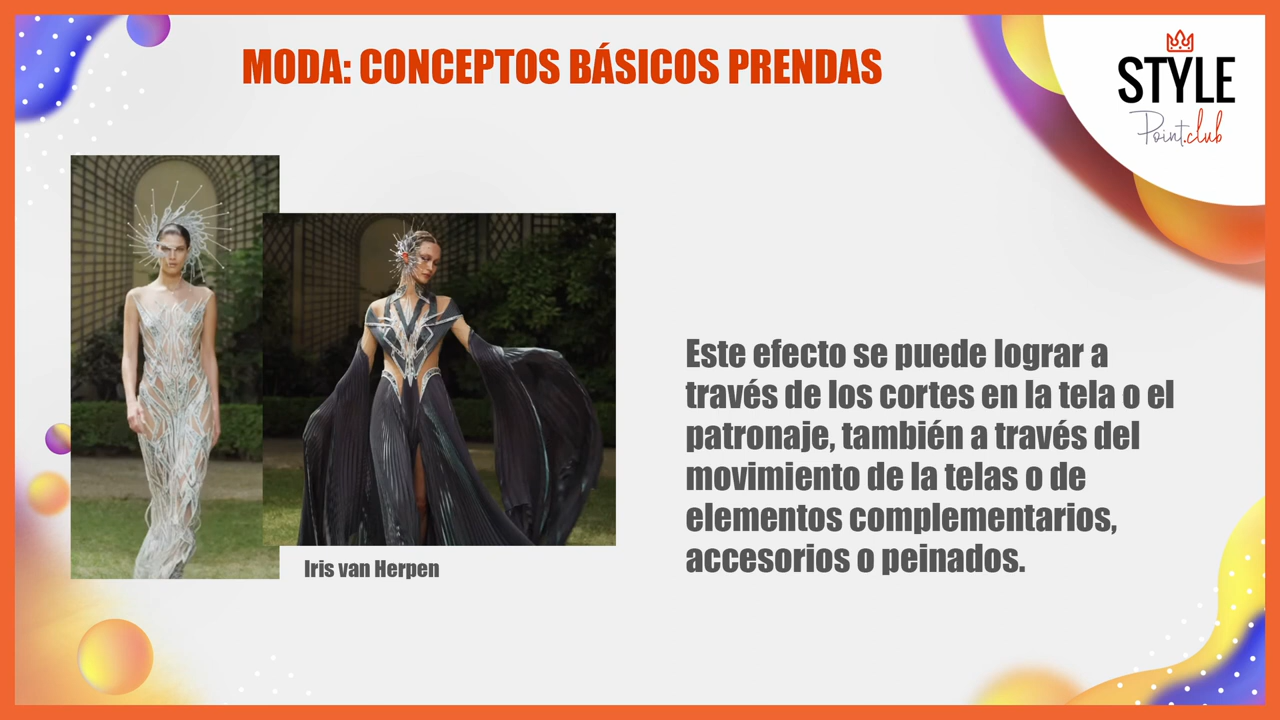 MODA: CONCEPTOS BÁSICOS PRENDAS
STYLE
Point.club
Este efecto se puede lograr a
través de los cortes en la tela o el
patronaje, también a través del
movimiento de la telas o de
elementos complementarios,
accesorios o peinados.
Iris van Herpen